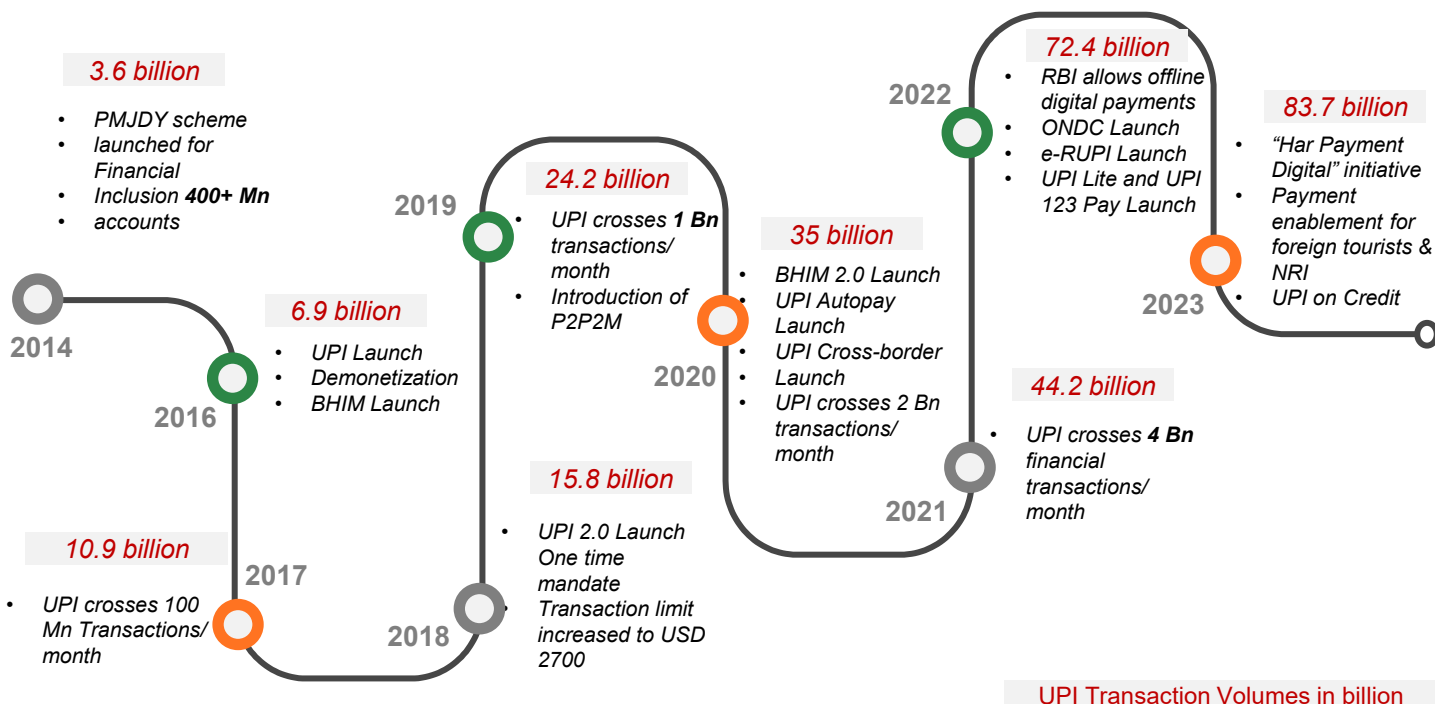 3.6 billion
• PMJDY scheme
• launched for
Financial
• Inclusion 400+ Mn
• accounts
2014
6.9 billion
• UPI Launch
• Demonetization
• BHIM Launch
2016
10.9 billion
• UPI crosses 100
Mn Transactions/
month
2017
15.8 billion
• UPI 2.0 Launch
One time
mandate
• Transaction limit
increased to USD
2700
2018
24.2 billion
• UPI crosses 1 Bn
transactions/
month
• Introduction of
P2P2M
2019
35 billion
• BHIM 2.0 Launch
• UPI Autopay
Launch
• UPI Cross-border
• Launch
• UPI crosses 2 Bn
transactions/
month
2020
44.2 billion
• UPI crosses 4 Bn
financial
transactions/
month
2021
72.4 billion
• RBI allows offline
digital payments
• ONDC Launch
• e-RUPI Launch
• UPI Lite and UPI
123 Pay Launch
2022
83.7 billion
• “Har Payment
Digital” initiative
• Payment
enablement for
foreign tourists &
NRI
• UPI on Credit
2023
UPI Transaction Volumes in billion